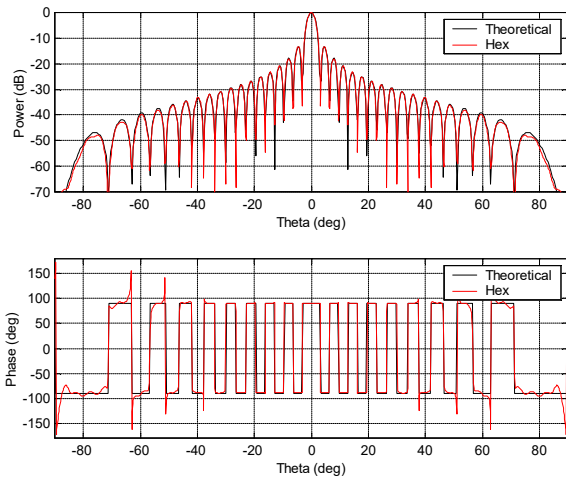 0
-10
-20
-30
-40
-50
-60
-70
Power (dB)
Theoretical
Hex
-80 -60 -40 -20 0 20 40 60 80
Theta (deg)
150
100
50
0
-50
-100
-150
Phase (deg)
Theoretical
Hex
-80 -60 -40 -20 0 20 40 60 80
Theta (deg)